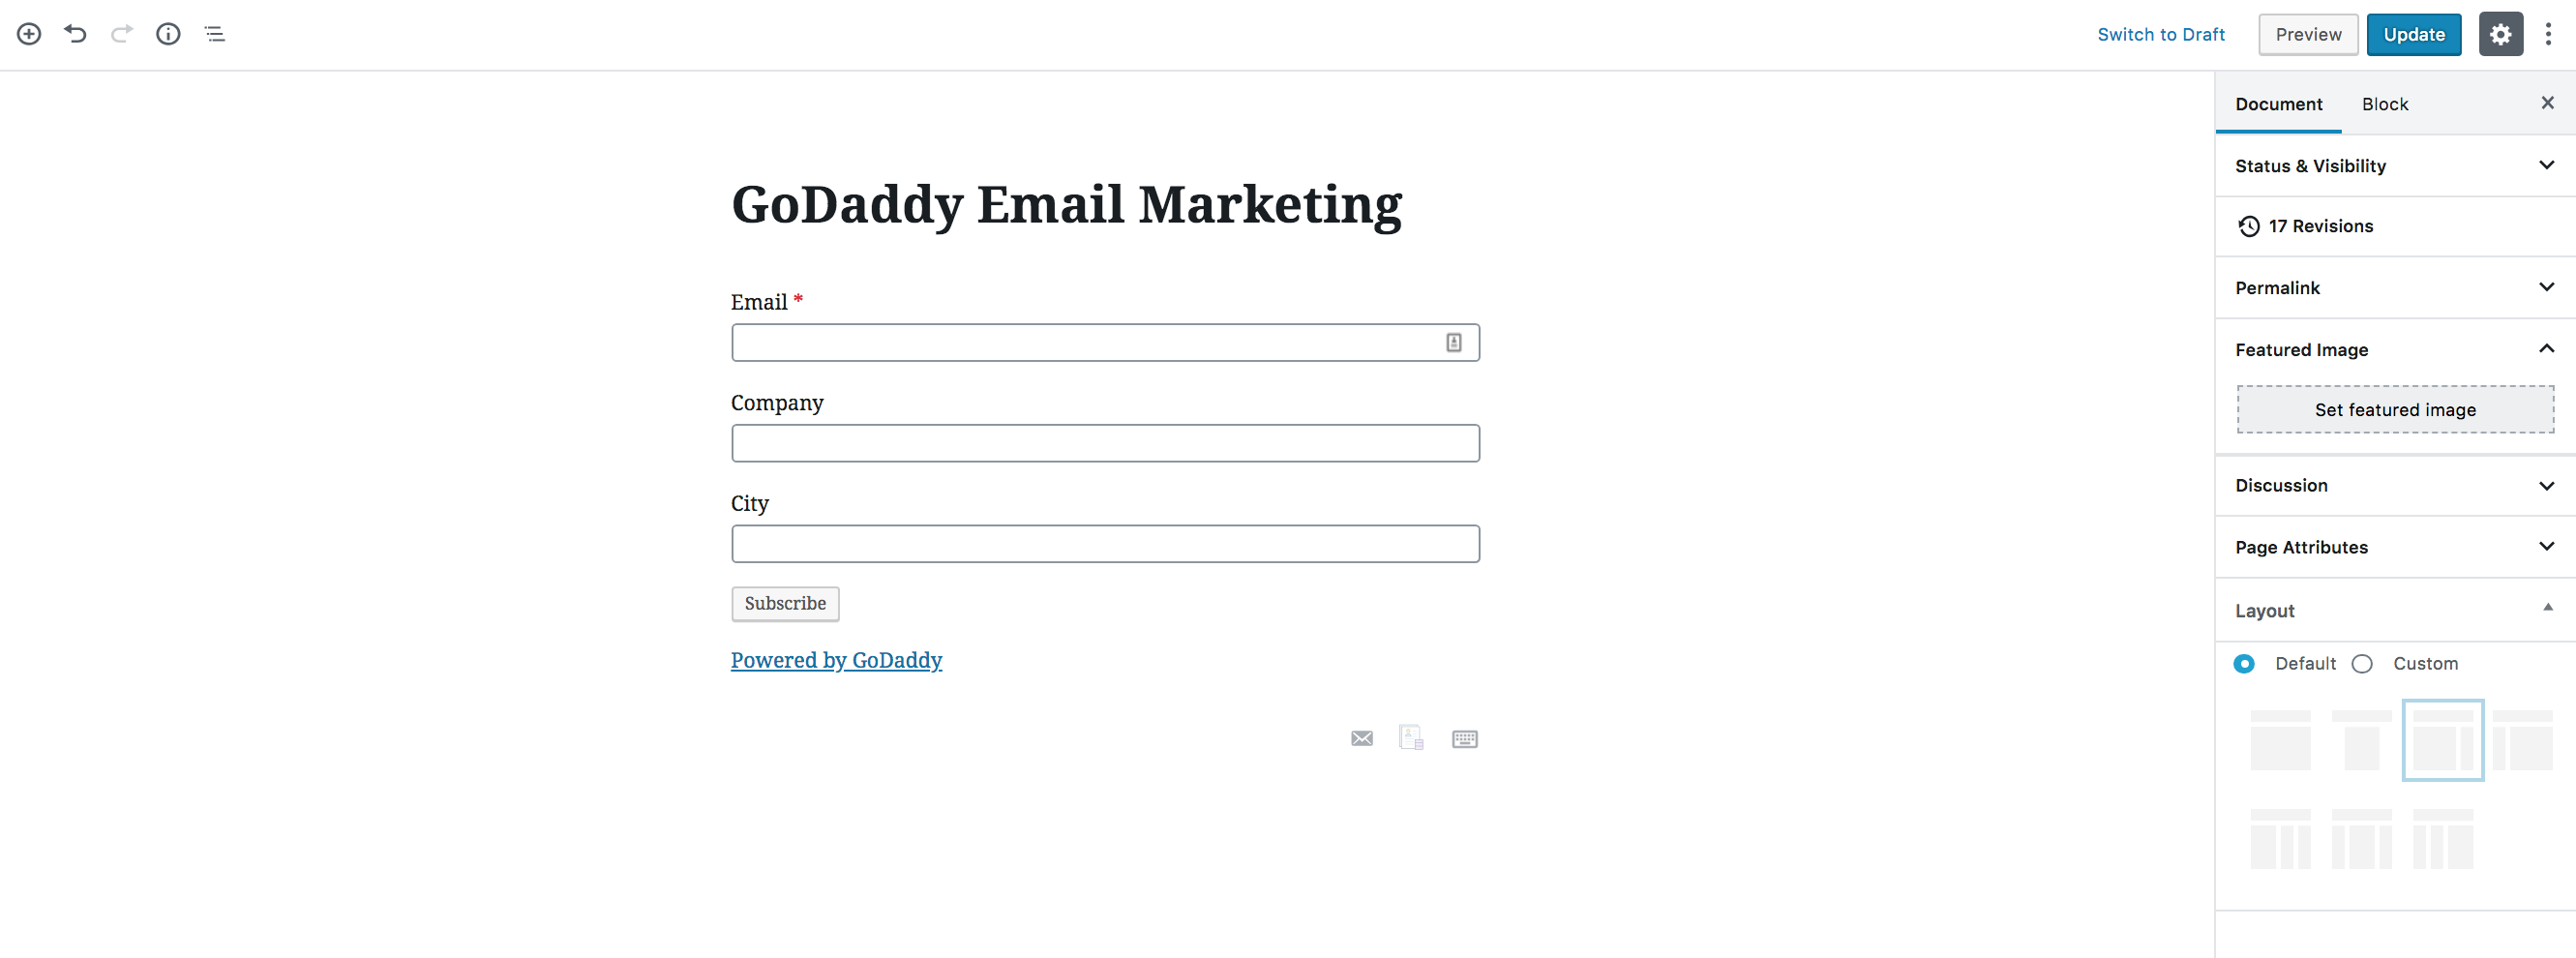 Switch to Draft Preview Update
Document Block
Status & Visibility
17 Revisions
Permalink
Featured Image
Set featured image
Discussion
Page Attributes
Layout
Default Custom
GoDaddy Email Marketing
Email *
Company
City
Subscribe
Powered by GoDaddy